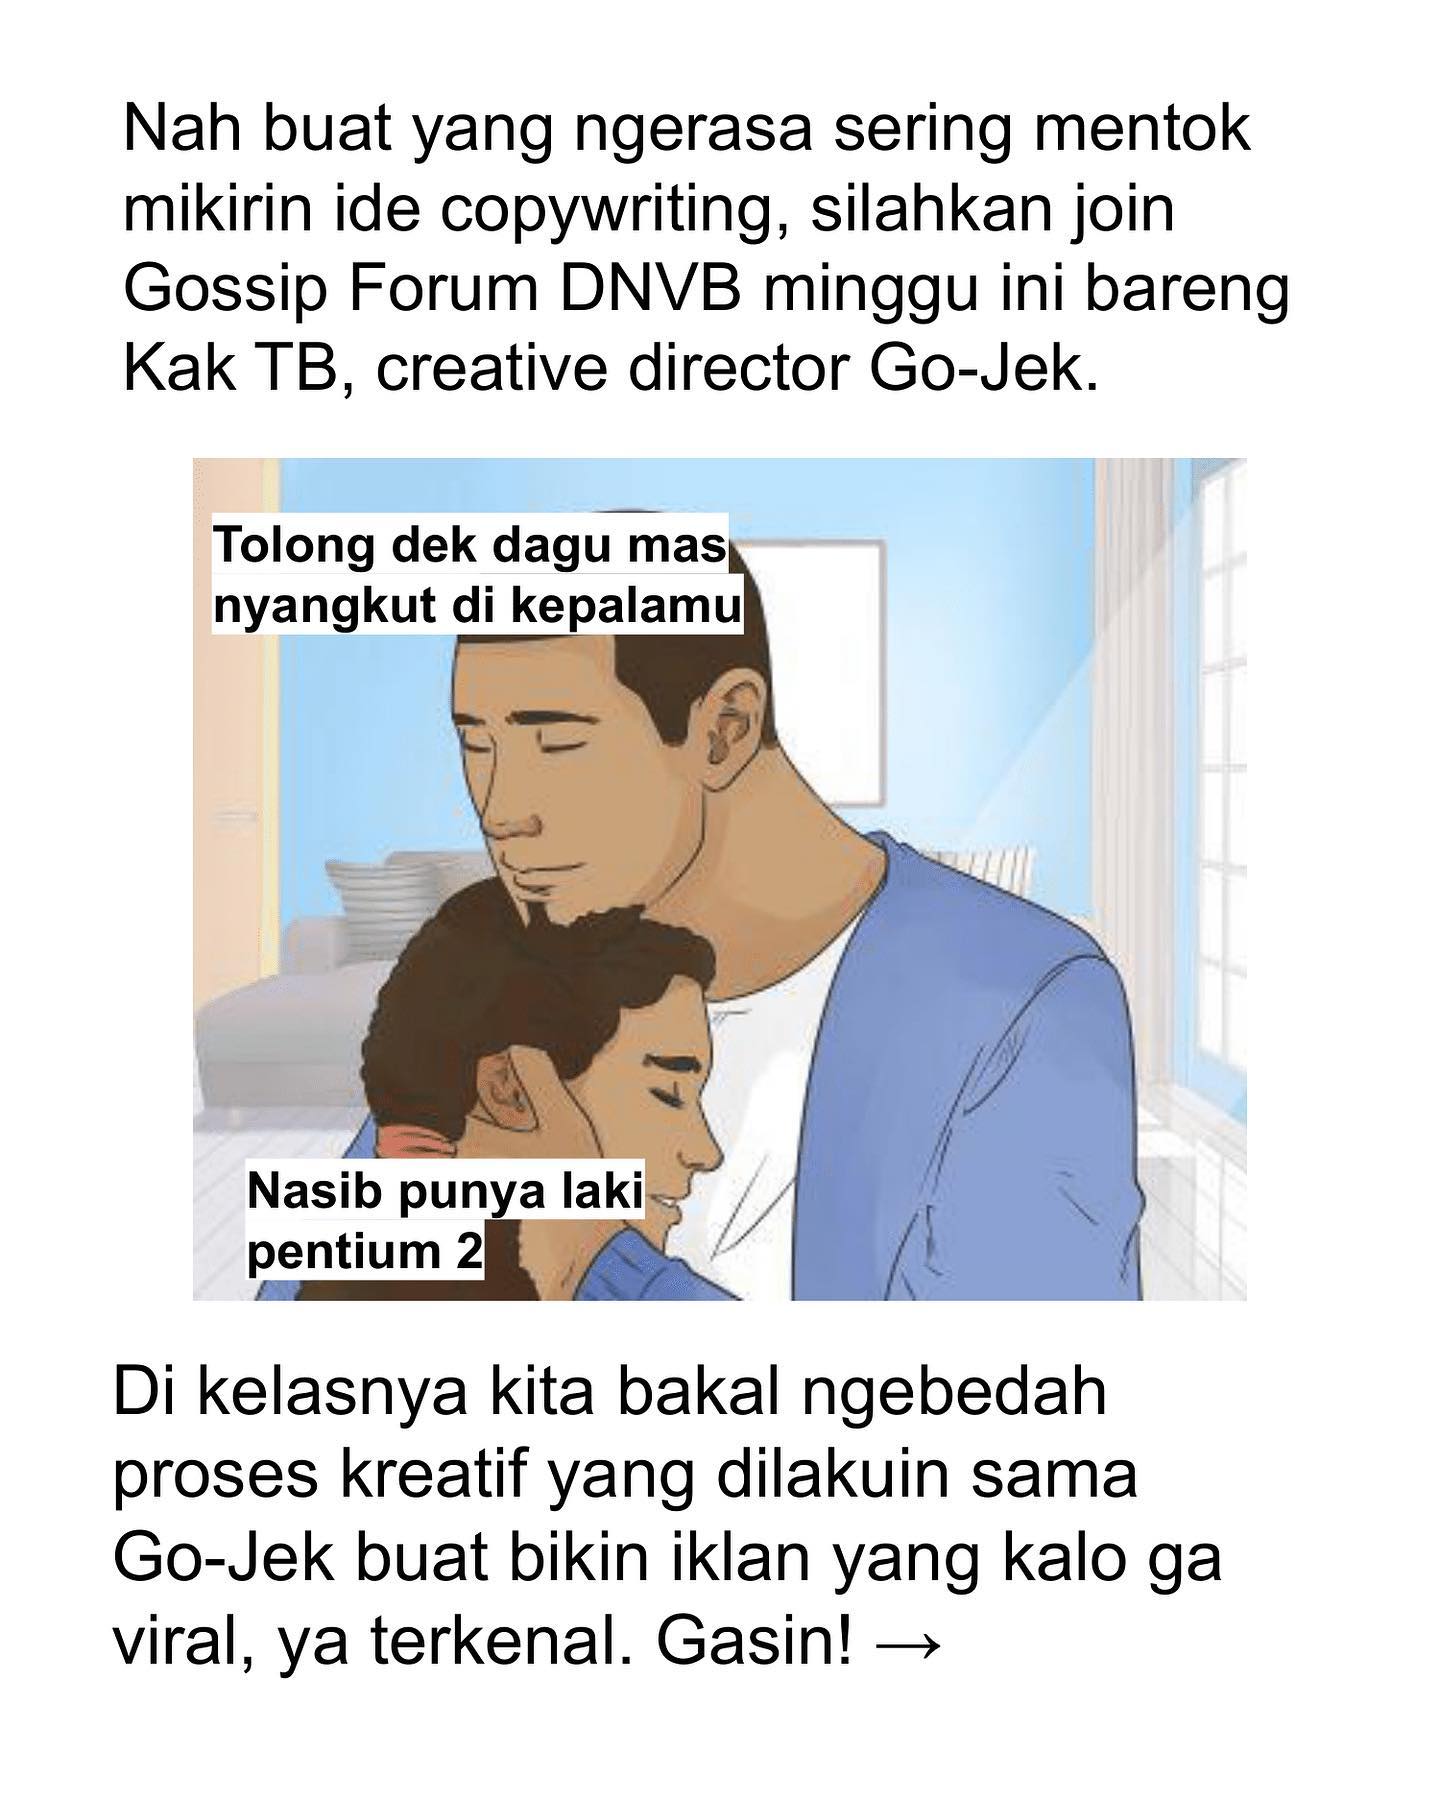 Nah buat yang ngerasa sering mentok
mikirin ide copywriting, silahkan join
Gossip Forum DNVB minggu ini bareng
Kak TB, creative director Go-Jek.
Tolong dek dagu mas
nyangkut di kepalamu
Nasib punya laki
pentium 2
Di kelasnya kita bakal ngebedah
proses kreatif yang dilakuin sama
Go-Jek buat bikin iklan yang kalo ga
viral, ya terkenal. Gasin! →